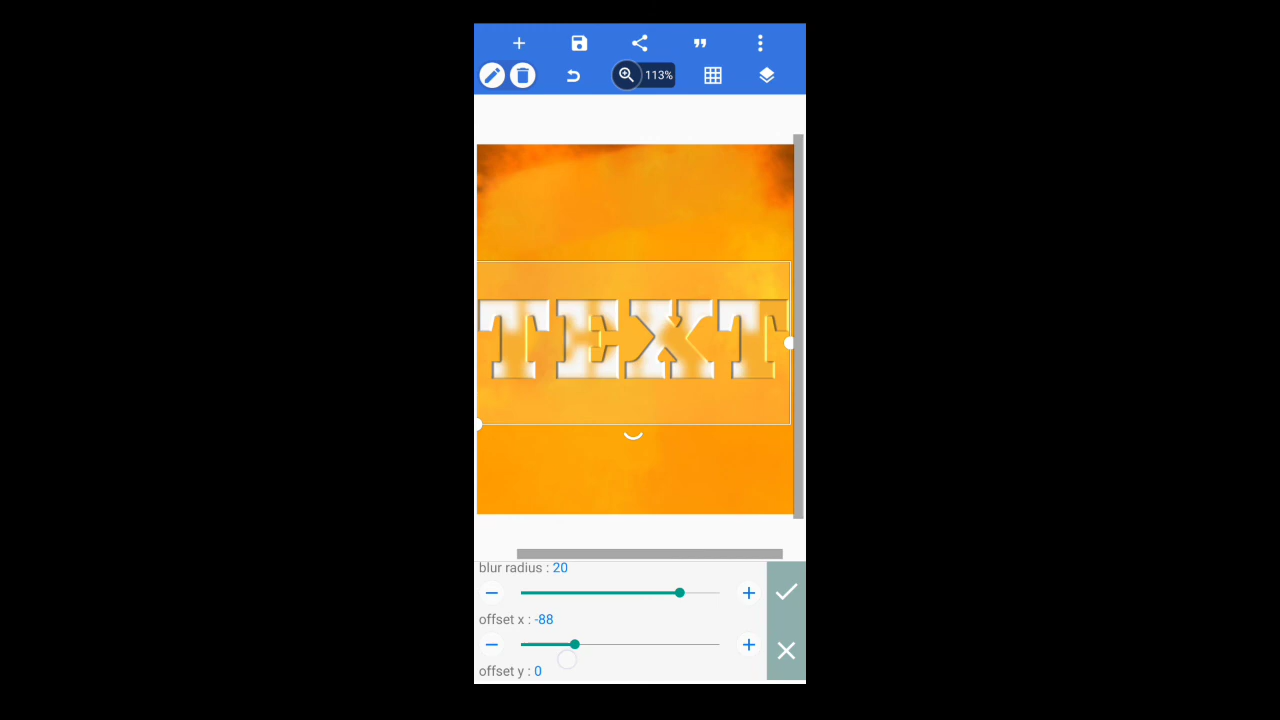 113%
TEXT
blur radius : 20
offset x : -88
offset y : 0